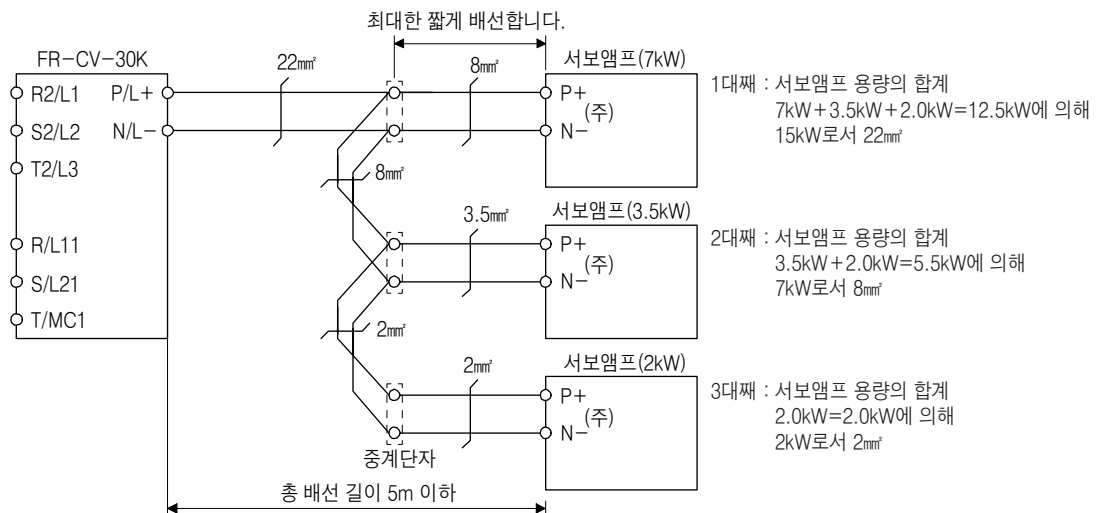 최대한 짧게 배선합니다.
FR-CV-30K
22㎟
8㎟
서보앰프(7kW)
R2/L1 P/L+
S2/L2 N/L-
T2/L3
R/L11
S/L21
T/MC1
P+
(주)
N-
1대째 : 서보앰프 용량의 합계
7kW+3.5kW+2.0kW=12.5kW에 의해
15kW로서 22㎟
8㎟
3.5㎟
서보앰프(3.5kW)
P+
(주)
N-
2대째 : 서보앰프 용량의 합계
3.5kW+2.0kW=5.5kW에 의해
7kW로서 8㎟
2㎟
2㎟
서보앰프(2kW)
P+
(주)
N-
3대째 : 서보앰프 용량의 합계
2.0kW=2.0kW에 의해
2kW로서 2㎟
중계단자
총 배선 길이 5m 이하